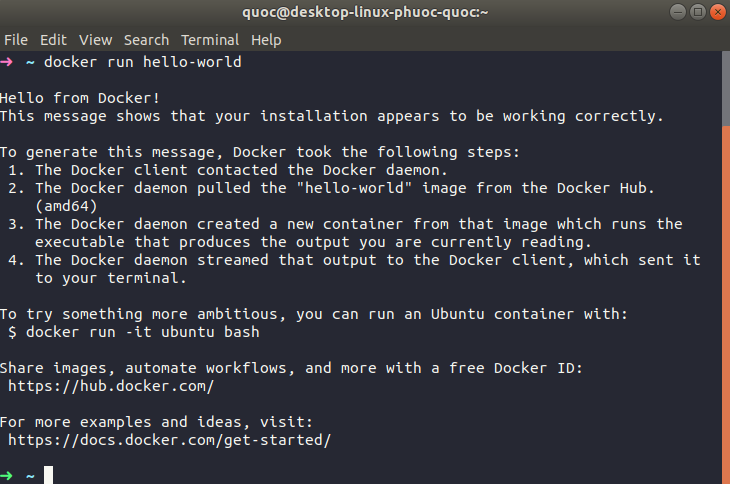 quoc@desktop-linux-phuoc-quoc:~
File Edit View Search Terminal Help
➜ ~ docker run hello-world
Hello from Docker!
This message shows that your installation appears to be working correctly.
To generate this message, Docker took the following steps:
1. The Docker client contacted the Docker daemon.
2. The Docker daemon pulled the "hello-world" image from the Docker Hub.
(amd64)
3. The Docker daemon created a new container from that image which runs the
executable that produces the output you are currently reading.
4. The Docker daemon streamed that output to the Docker client, which sent it
to your terminal.
To try something more ambitious, you can run an Ubuntu container with:
$ docker run -it ubuntu bash
Share images, automate workflows, and more with a free Docker ID:
https://hub.docker.com/
For more examples and ideas, visit:
https://docs.docker.com/get-started/
➜ ~